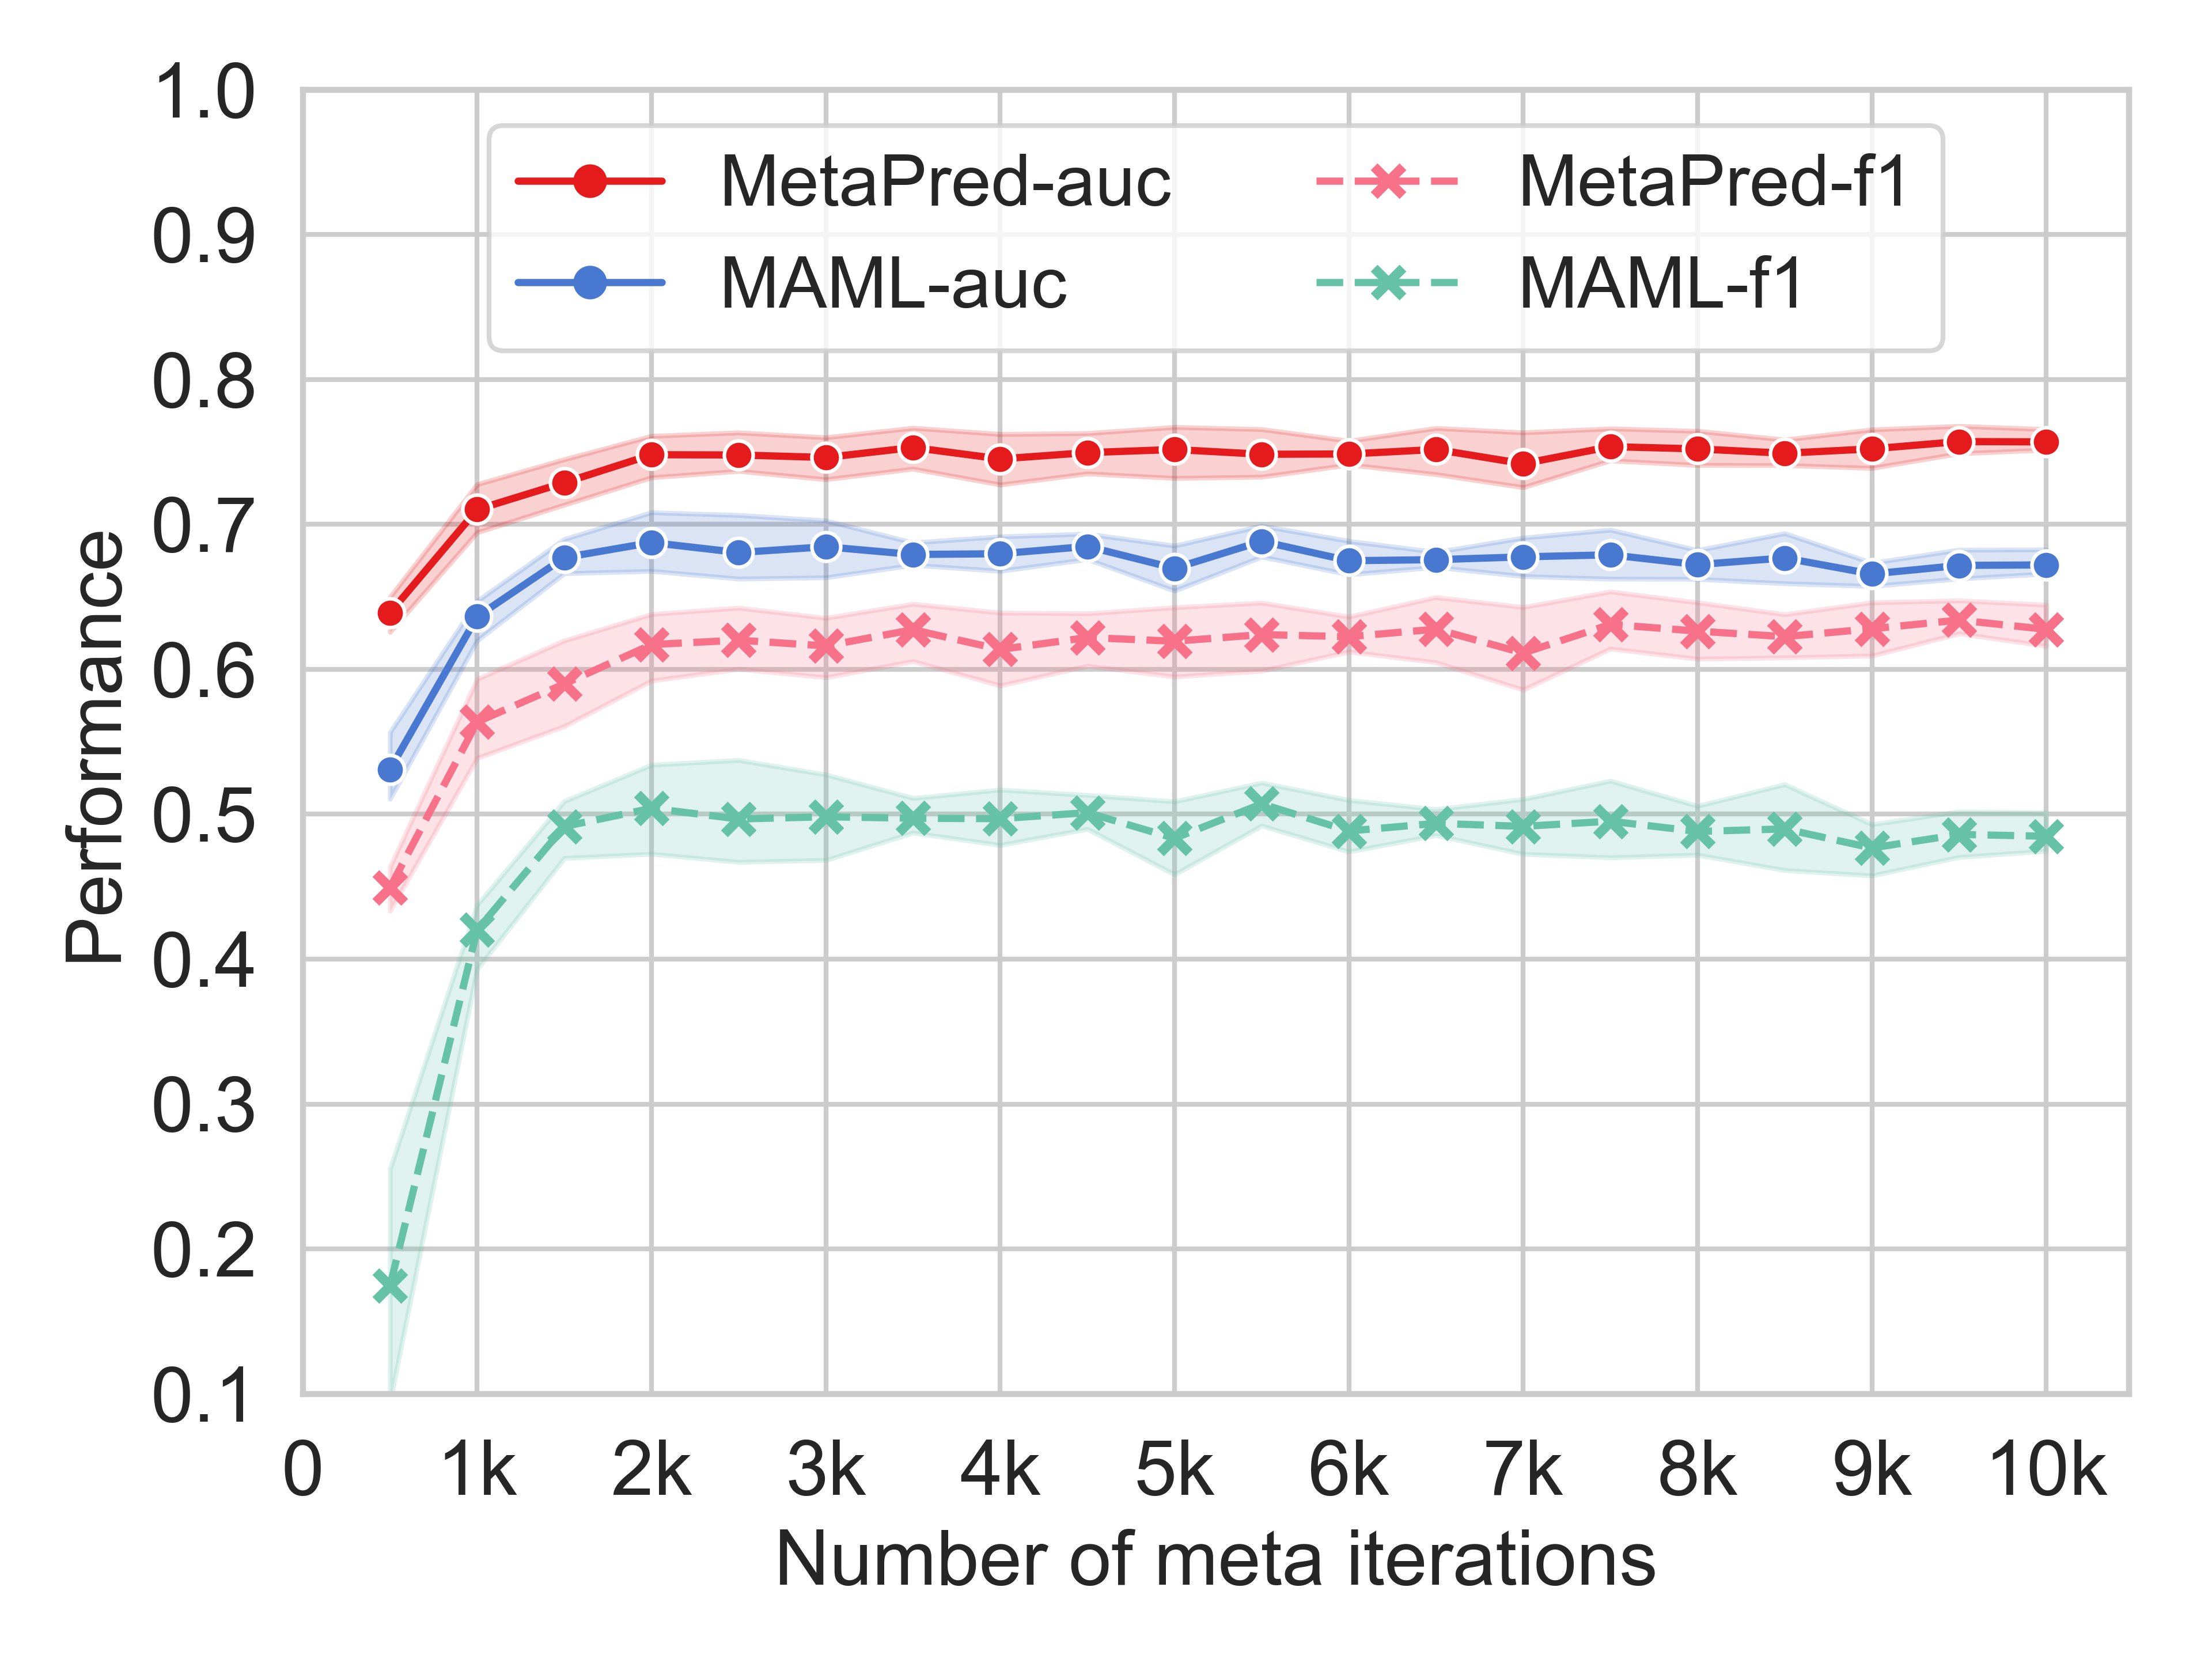 1.0
0.9
0.8
0.7
0.6
0.5
0.4
0.3
0.2
0.1
Performance
MetaPred-auc
MAML-auc
MetaPred-f1
MAML-f1
0 1k 2k 3k 4k 5k 6k 7k 8k 9k 10k
Number of meta iterations